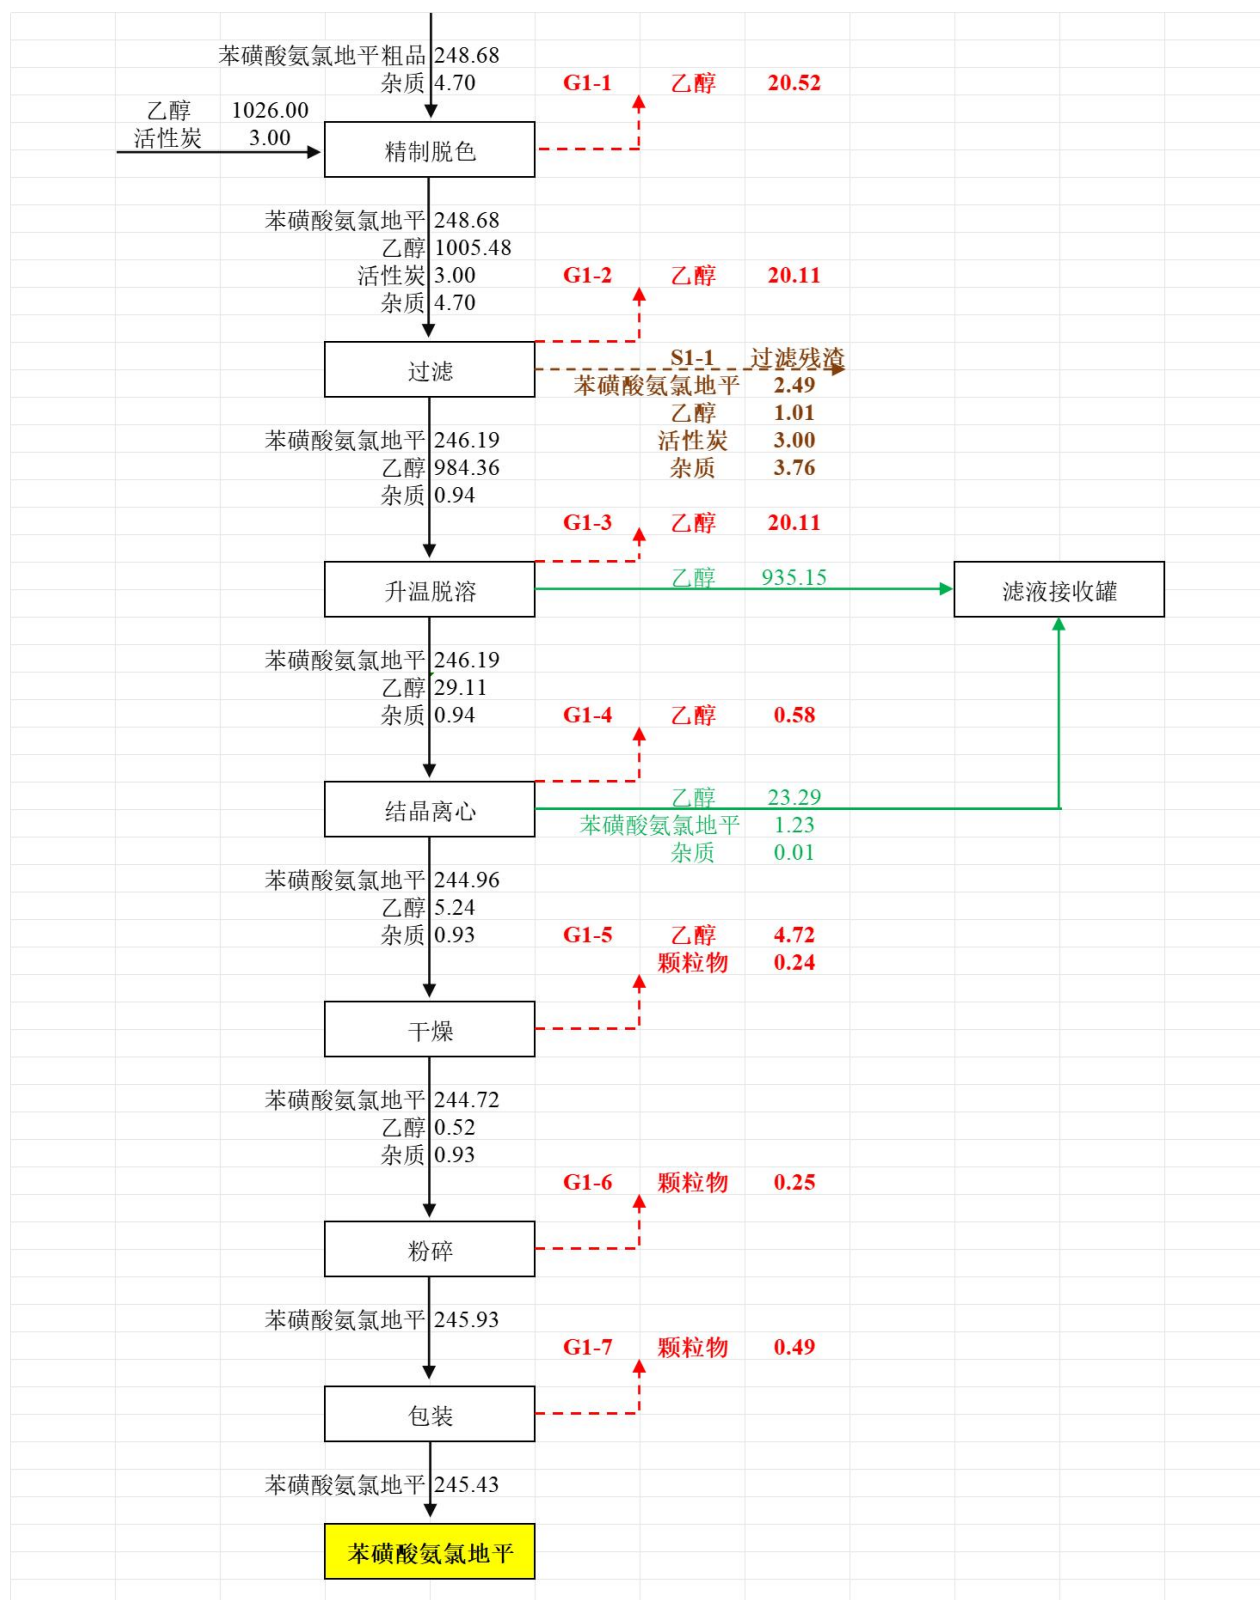 苯磺酸氨氯地平粗品 248.68
杂质 4.70
G1-1 乙醇 20.52
乙醇 1026.00
活性炭 3.00
精制脱色
苯磺酸氨氯地平 248.68
乙醇 1005.48
活性炭 3.00
杂质 4.70
G1-2 乙醇 20.11
过滤
S1-1 过滤残渣
苯磺酸氨氯地平 2.49
乙醇 1.01
活性炭 3.00
杂质 3.76
苯磺酸氨氯地平 246.19
乙醇 984.36
杂质 0.94
G1-3 乙醇 20.11
升温脱溶
乙醇 935.15
滤液接收罐
苯磺酸氨氯地平 246.19
乙醇 29.11
杂质 0.94
G1-4 乙醇 0.58
结晶离心
乙醇 23.29
苯磺酸氨氯地平 1.23
杂质 0.01
苯磺酸氨氯地平 244.96
乙醇 5.24
杂质 0.93
G1-5 乙醇 4.72
颗粒物 0.24
干燥
苯磺酸氨氯地平 244.72
乙醇 0.52
杂质 0.93
G1-6 颗粒物 0.25
粉碎
苯磺酸氨氯地平 245.93
G1-7 颗粒物 0.49
包装
苯磺酸氨氯地平 245.43
苯磺酸氨氯地平